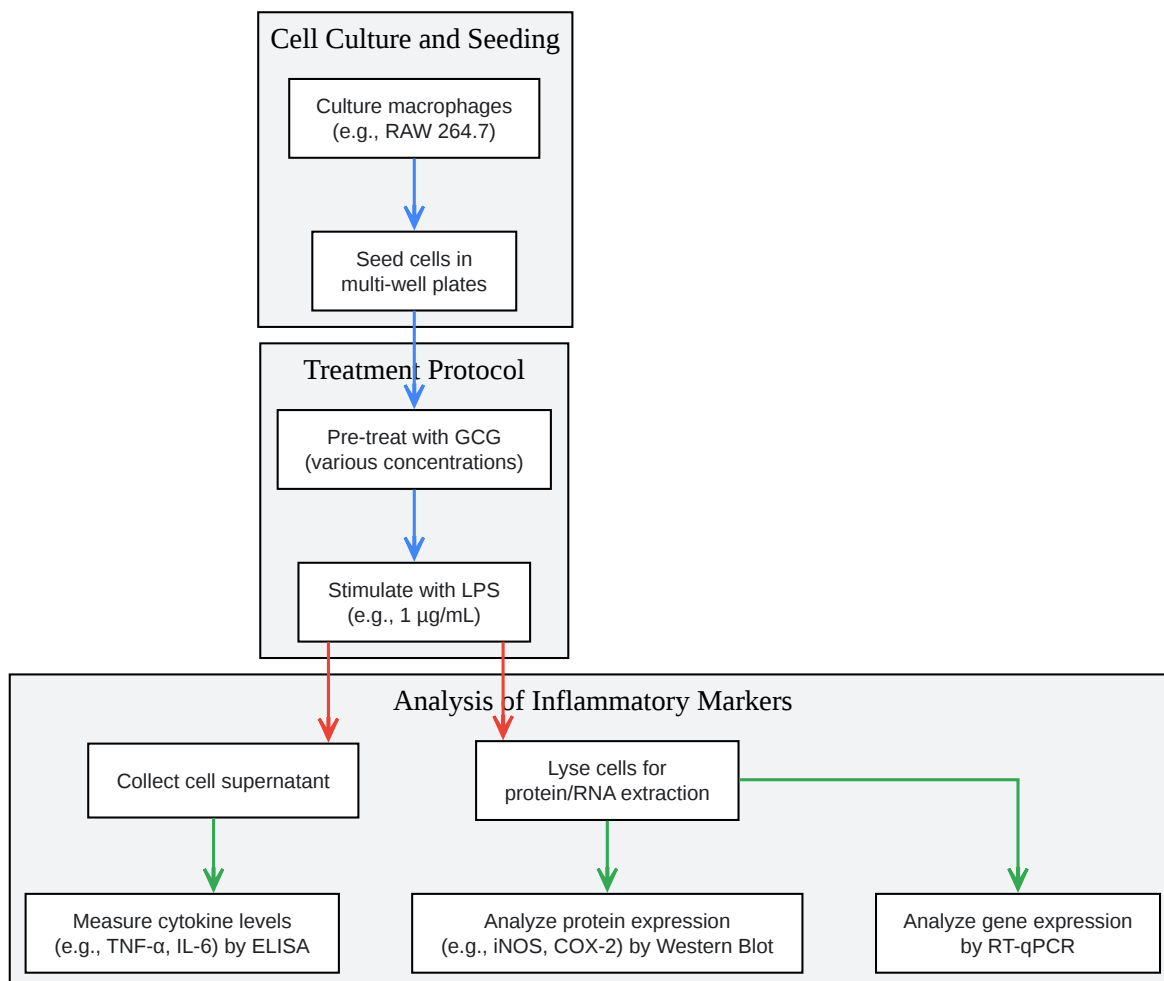 Cell Culture and Seeding
Culture macrophages
(e.g., RAW 264.7)
Seed cells in
multi-well plates
Treatment Protocol
Pre-treat with GCG
(various concentrations)
Stimulate with LPS
(e.g., 1 µg/mL)
Analysis of Inflammatory Markers
Collect cell supernatant
Lyse cells for
protein/RNA extraction
Measure cytokine levels
(e.g., TNF-α, IL-6) by ELISA
Analyze protein expression
(e.g., iNOS, COX-2) by Western Blot
Analyze gene expression
by RT-qPCR